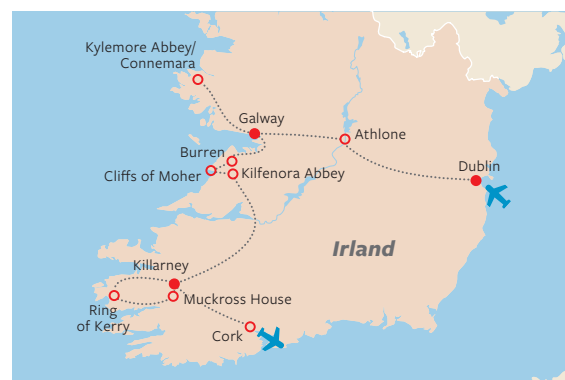 Kylemore Abbey/
Connemara
Galway
Athlone
Burren
Dublin
Cliffs of Moher
Kilfenora Abbey
Irland
Killarney
Muckross House
Ring
of Kerry
Cork